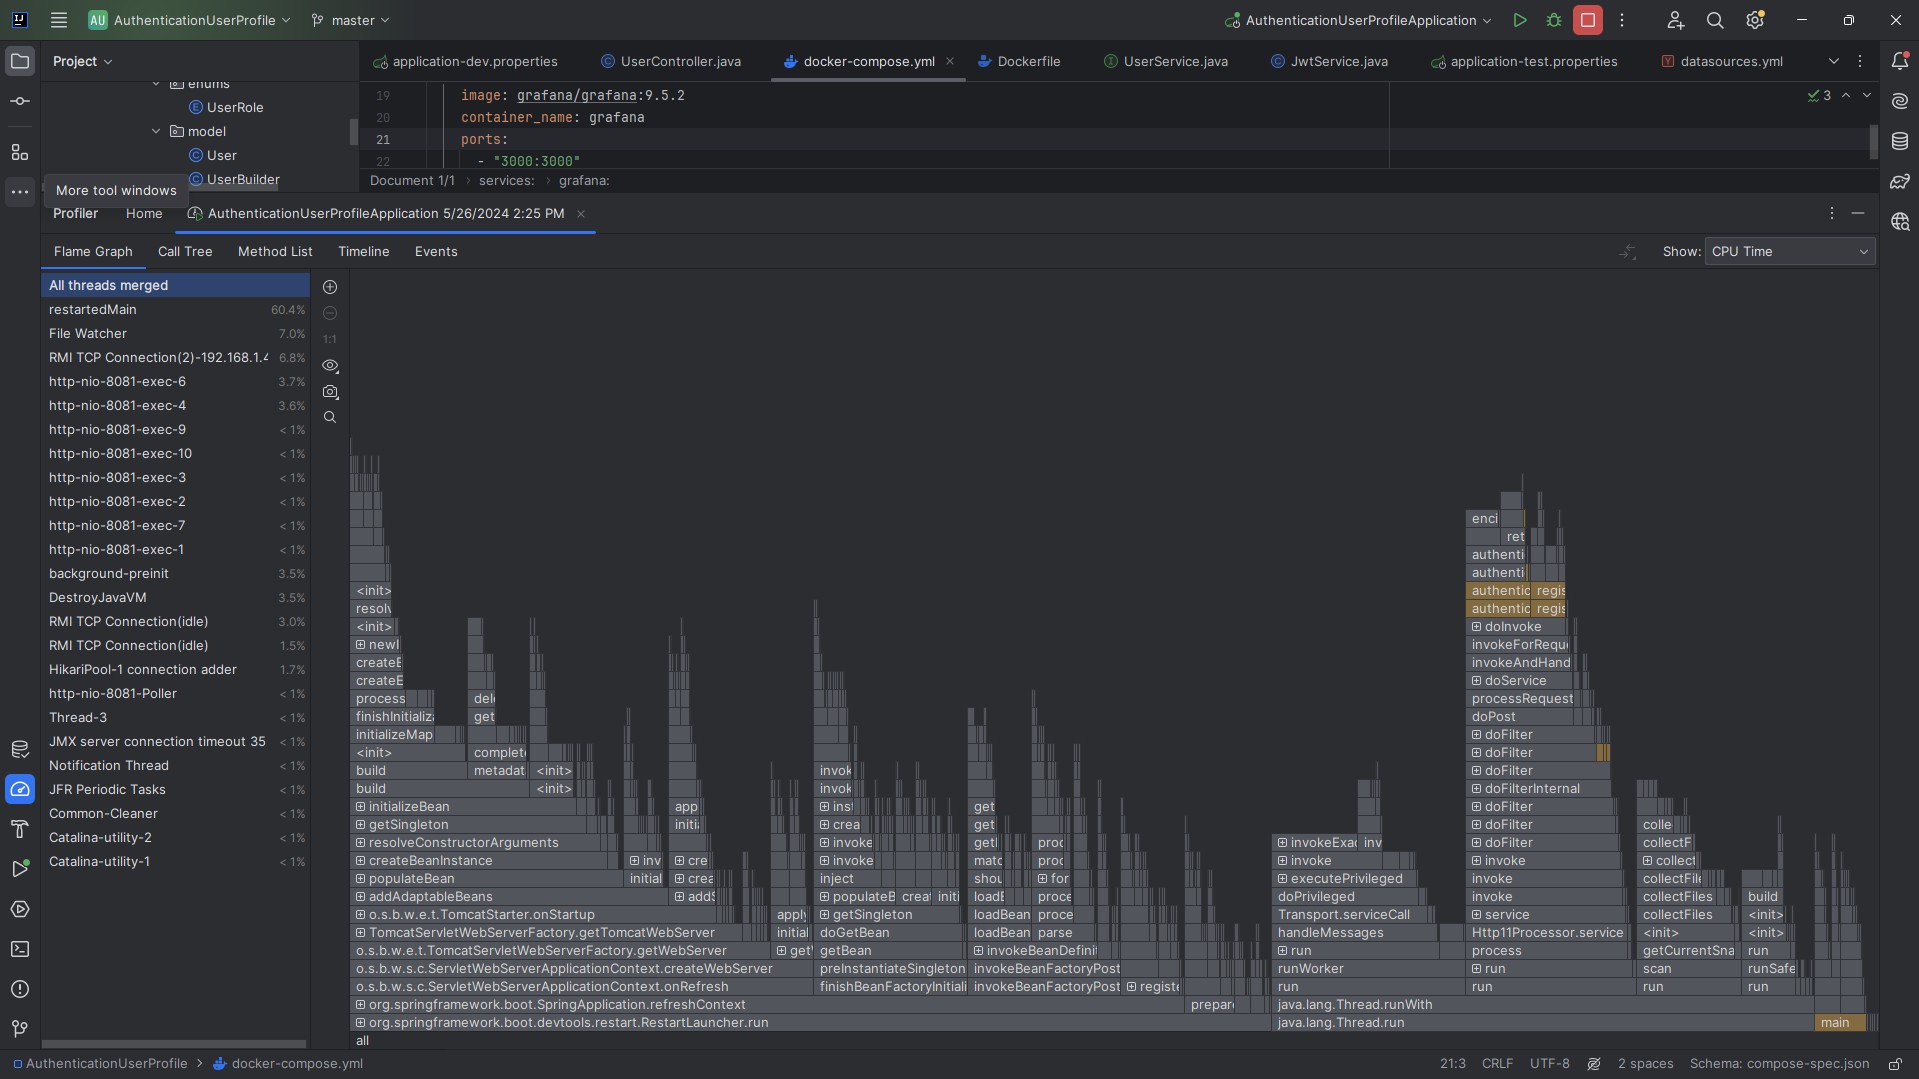 AU AuthenticationUserProfile master AuthenticationUserProfileApplication
Project
enums
UserRole
model
User
UserBuilder
More tool windows
application-dev.properties UserController.java docker-compose.yml Dockerfile UserService.java JwtService.java application-test.properties datasources.yml
19 image: grafana/grafana:9.5.2
20 container_name: grafana
21 ports:
22 - "3000:3000"
3
Document 1/1 services: grafana:
Profiler Home AuthenticationUserProfileApplication 5/26/2024 2:25 PM
Flame Graph Call Tree Method List Timeline Events Show: CPU Time
All threads merged
restartedMain 60.4%
File Watcher 7.0%
RMI TCP Connection(2)-192.168.1.4 6.8%
http-nio-8081-exec-6 3.7%
http-nio-8081-exec-4 3.6%
http-nio-8081-exec-9 < 1%
http-nio-8081-exec-10 < 1%
http-nio-8081-exec-3 < 1%
http-nio-8081-exec-2 < 1%
http-nio-8081-exec-7 < 1%
http-nio-8081-exec-1 < 1%
background-preinit 3.5%
DestroyJavaVM 3.5%
RMI TCP Connection(idle) 3.0%
RMI TCP Connection(idle) 1.5%
HikariPool-1 connection adder 1.7%
http-nio-8081-Poller < 1%
Thread-3 < 1%
JMX server connection timeout 35 < 1%
Notification Thread < 1%
JFR Periodic Tasks < 1%
Common-Cleaner < 1%
Catalina-utility-2 < 1%
Catalina-utility-1 < 1%
1:1
enci
ret
authenti
authenti
<init> authentic regis
resolv authentic regis
<init> doInvoke
newI invokeForRequ
createE invokeAndHand
createE doService
process del processRequest
finishInitializa get doPost
initializeMap doFilter
<init> complete doFilter
build metadat <init> invok doFilter
build <init> invok doFilterInternal
initializeBean app inst get doFilter
getSingleton initi crea get doFilter colle
resolveConstructorArguments invoke get proc invokeExac inv doFilter collectF
createBeanInstance inv cre invoke matc proc invoke invoke collect
populateBean initial crea inject shou for executePrivileged invoke collectFile
addAdaptableBeans addS populateB creat initi loadE proce doPrivileged invoke collectFiles build
o.s.b.w.e.t.TomcatStarter.onStartup apply getSingleton loadBean proce Transport.serviceCall service collectFiles <init>
TomcatServletWebServerFactory.getTomcatWebServer initial doGetBean loadBean parse handleMessages Http11Processor.service <init> <init>
o.s.b.w.e.t.TomcatServletWebServerFactory.getWebServer get getBean invokeBeanDefinit run process getCurrentSna run
o.s.b.w.s.c.ServletWebServerApplicationContext.createWebServer preInstantiateSingleton invokeBeanFactoryPost runWorker run scan runSafe
o.s.b.w.s.c.ServletWebServerApplicationContext.onRefresh finishBeanFactoryInitiali invokeBeanFactoryPost registe run run run run
org.springframework.boot.SpringApplication.refreshContext prepar java.lang.Thread.runWith
org.springframework.boot.devtools.restart.RestartLauncher.run java.lang.Thread.run main
all
AuthenticationUserProfile docker-compose.yml 21:3 CRLF UTF-8 2 spaces Schema: compose-spec.json